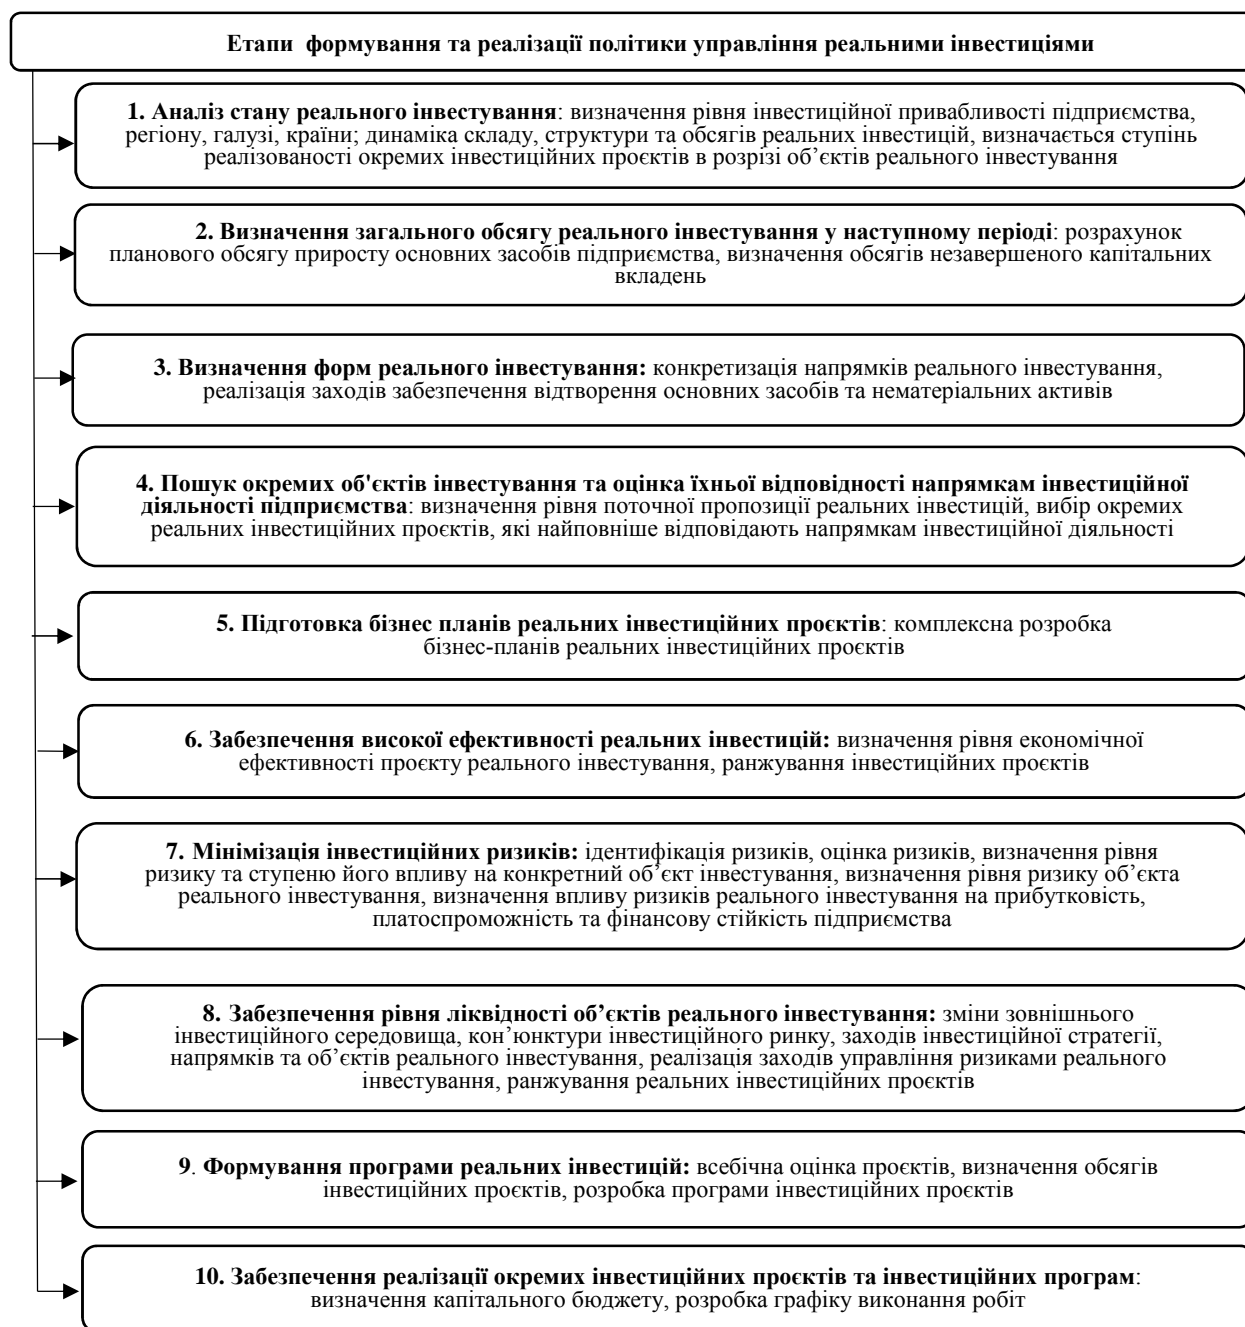 Етапи формування та реалізації політики управління реальними інвестиціями
1. Аналіз стану реального інвестування: визначення рівня інвестиційної привабливості підприємства,
регіону, галузі, країни; динаміка складу, структури та обсягів реальних інвестицій, визначається ступінь
реалізованості окремих інвестиційних проєктів в розрізі об’єктів реального інвестування
2. Визначення загального обсягу реального інвестування у наступному періоді: розрахунок
планового обсягу приросту основних засобів підприємства, визначення обсягів незавершеного капітальних
вкладень
3. Визначення форм реального інвестування: конкретизація напрямків реального інвестування,
реалізація заходів забезпечення відтворення основних засобів та нематеріальних активів
4. Пошук окремих об'єктів інвестування та оцінка їхньої відповідності напрямкам інвестиційної
діяльності підприємства: визначення рівня поточної пропозиції реальних інвестицій, вибір окремих
реальних інвестиційних проєктів, які найповніше відповідають напрямкам інвестиційної діяльності
5. Підготовка бізнес планів реальних інвестиційних проєктів: комплексна розробка
бізнес-планів реальних інвестиційних проєктів
6. Забезпечення високої ефективності реальних інвестицій: визначення рівня економічної
ефективності проєкту реального інвестування, ранжування інвестиційних проєктів
7. Мінімізація інвестиційних ризиків: ідентифікація ризиків, оцінка ризиків, визначення рівня
ризику та ступеню його впливу на конкретний об’єкт інвестування, визначення рівня ризику об’єкта
реального інвестування, визначення впливу ризиків реального інвестування на прибутковість,
платоспроможність та фінансову стійкість підприємства
8. Забезпечення рівня ліквідності об’єктів реального інвестування: зміни зовнішнього
інвестиційного середовища, кон’юнктури інвестиційного ринку, заходів інвестиційної стратегії,
напрямків та об’єктів реального інвестування, реалізація заходів управління ризиками реального
інвестування, ранжування реальних інвестиційних проєктів
9. Формування програми реальних інвестицій: всебічна оцінка проєктів, визначення обсягів
інвестиційних проєктів, розробка програми інвестиційних проєктів
10. Забезпечення реалізації окремих інвестиційних проєктів та інвестиційних програм:
визначення капітального бюджету, розробка графіку виконання робіт